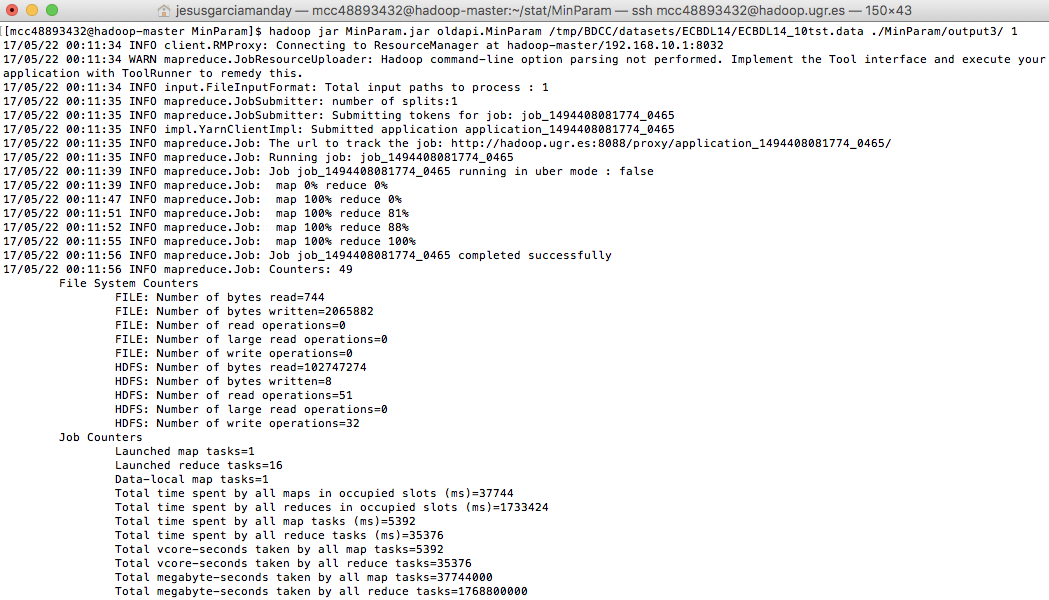 jesusgarciamanday — mcc48893432@hadoop-master:~/stat/MinParam — ssh mcc48893432@hadoop.ugr.es — 150×43
[[mcc48893432@hadoop-master MinParam]$ hadoop jar MinParam.jar oldapi.MinParam /tmp/BDCC/datasets/ECBDL14/ECBDL14_10tst.data ./MinParam/output3/ 1
17/05/22 00:11:34 INFO client.RMProxy: Connecting to ResourceManager at hadoop-master/192.168.10.1:8032
17/05/22 00:11:34 WARN mapreduce.JobResourceUploader: Hadoop command-line option parsing not performed. Implement the Tool interface and execute your
application with ToolRunner to remedy this.
17/05/22 00:11:34 INFO input.FileInputFormat: Total input paths to process : 1
17/05/22 00:11:35 INFO mapreduce.JobSubmitter: number of splits:1
17/05/22 00:11:35 INFO mapreduce.JobSubmitter: Submitting tokens for job: job_1494408081774_0465
17/05/22 00:11:35 INFO impl.YarnClientImpl: Submitted application application_1494408081774_0465
17/05/22 00:11:35 INFO mapreduce.Job: The url to track the job: http://hadoop.ugr.es:8088/proxy/application_1494408081774_0465/
17/05/22 00:11:35 INFO mapreduce.Job: Running job: job_1494408081774_0465
17/05/22 00:11:39 INFO mapreduce.Job: Job job_1494408081774_0465 running in uber mode : false
17/05/22 00:11:39 INFO mapreduce.Job:  map 0% reduce 0%
17/05/22 00:11:47 INFO mapreduce.Job:  map 100% reduce 0%
17/05/22 00:11:51 INFO mapreduce.Job:  map 100% reduce 81%
17/05/22 00:11:52 INFO mapreduce.Job:  map 100% reduce 88%
17/05/22 00:11:55 INFO mapreduce.Job:  map 100% reduce 100%
17/05/22 00:11:56 INFO mapreduce.Job: Job job_1494408081774_0465 completed successfully
17/05/22 00:11:56 INFO mapreduce.Job: Counters: 49
File System Counters
FILE: Number of bytes read=744
FILE: Number of bytes written=2065882
FILE: Number of read operations=0
FILE: Number of large read operations=0
FILE: Number of write operations=0
HDFS: Number of bytes read=102747274
HDFS: Number of bytes written=8
HDFS: Number of read operations=51
HDFS: Number of large read operations=0
HDFS: Number of write operations=32
Job Counters
Launched map tasks=1
Launched reduce tasks=16
Data-local map tasks=1
Total time spent by all maps in occupied slots (ms)=37744
Total time spent by all reduces in occupied slots (ms)=1733424
Total time spent by all map tasks (ms)=5392
Total time spent by all reduce tasks (ms)=35376
Total vcore-seconds taken by all map tasks=5392
Total vcore-seconds taken by all reduce tasks=35376
Total megabyte-seconds taken by all map tasks=37744000
Total megabyte-seconds taken by all reduce tasks=1768800000